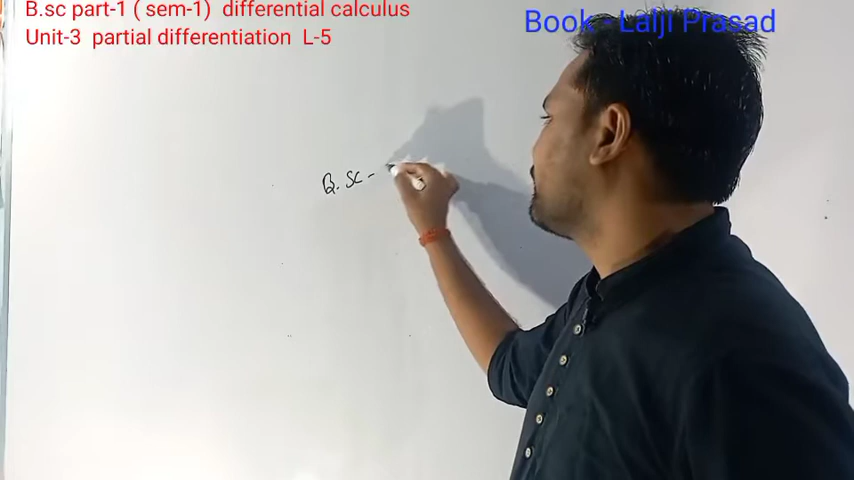 B.sc part-1 ( sem-1) differential calculus
Unit-3 partial differentiation L-5
Book - Lalji Prasad
B. Sc -